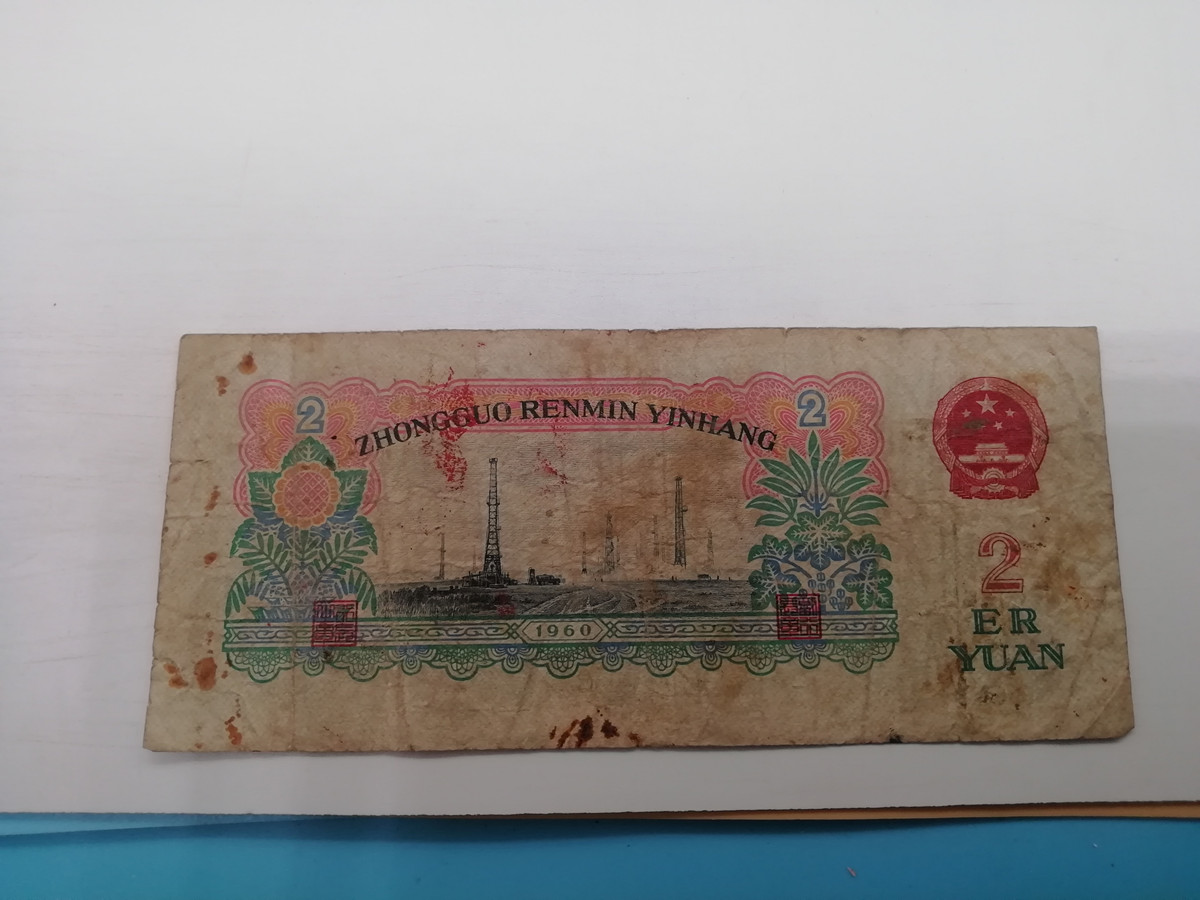 2
2
ZHONGGUO RENMIN YINHANG
2
ER
YUAN
1960